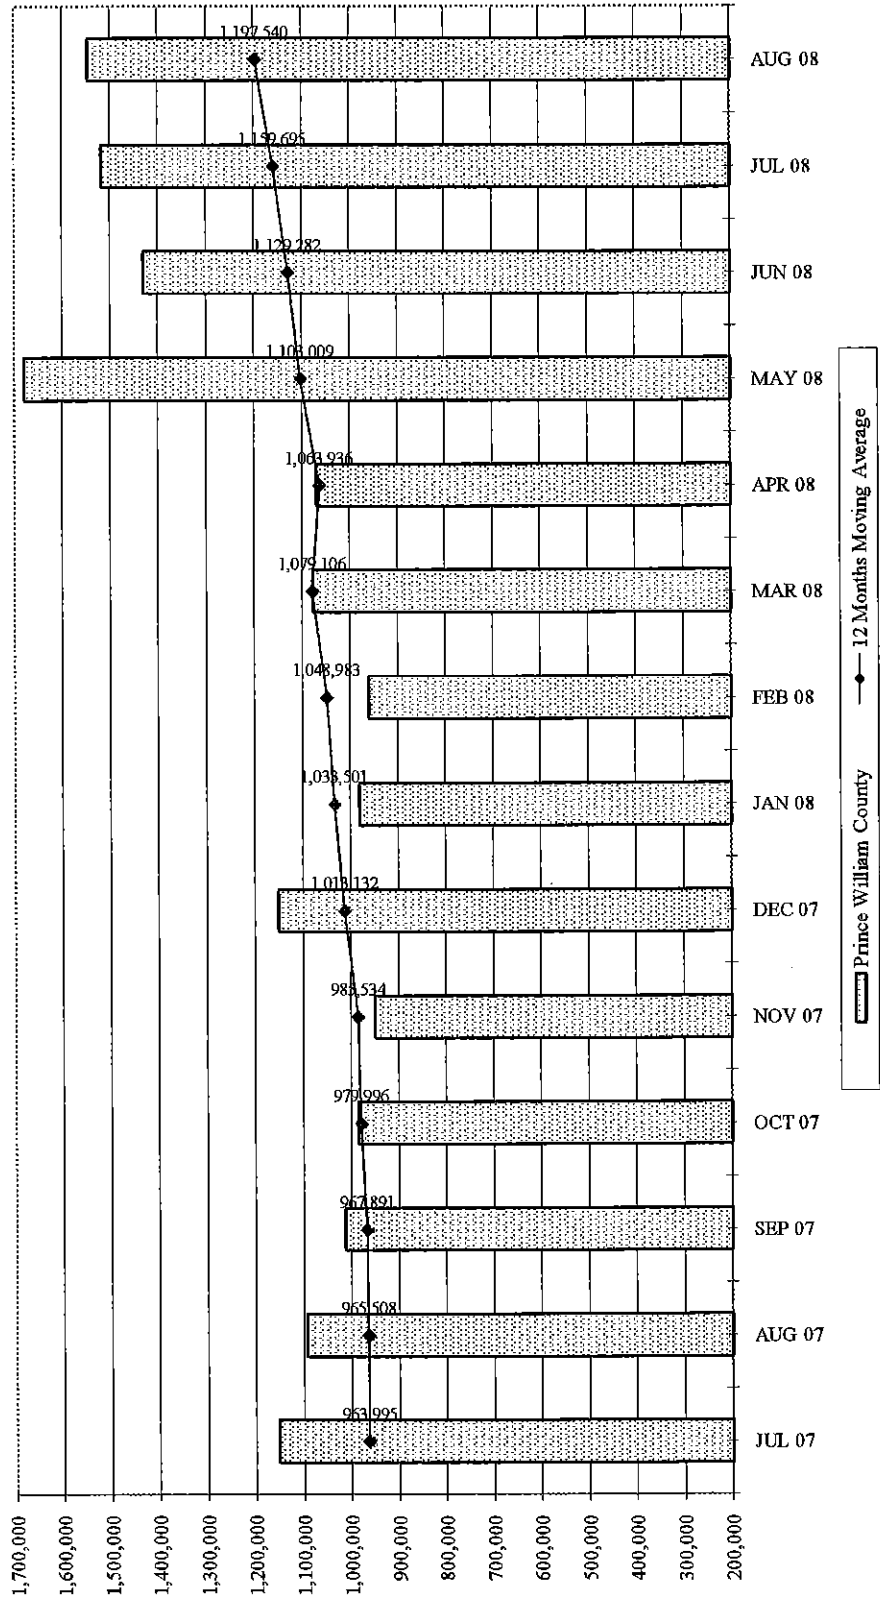 1,700,000
1,600,000
1,500,000
1,400,000
1,300,000
1,200,000
1,100,000
1,000,000
900,000
800,000
700,000
600,000
500,000
400,000
300,000
200,000
963,995
965,508
967,891
979,996
985,534
1,013,132
1,033,501
1,048,983
1,079,106
1,063,936
1,103,009
1,129,282
1,159,695
1,197,540
JUL 07
AUG 07
SEP 07
OCT 07
NOV 07
DEC 07
JAN 08
FEB 08
MAR 08
APR 08
MAY 08
JUN 08
JUL 08
AUG 08
Prince William County
12 Months Moving Average